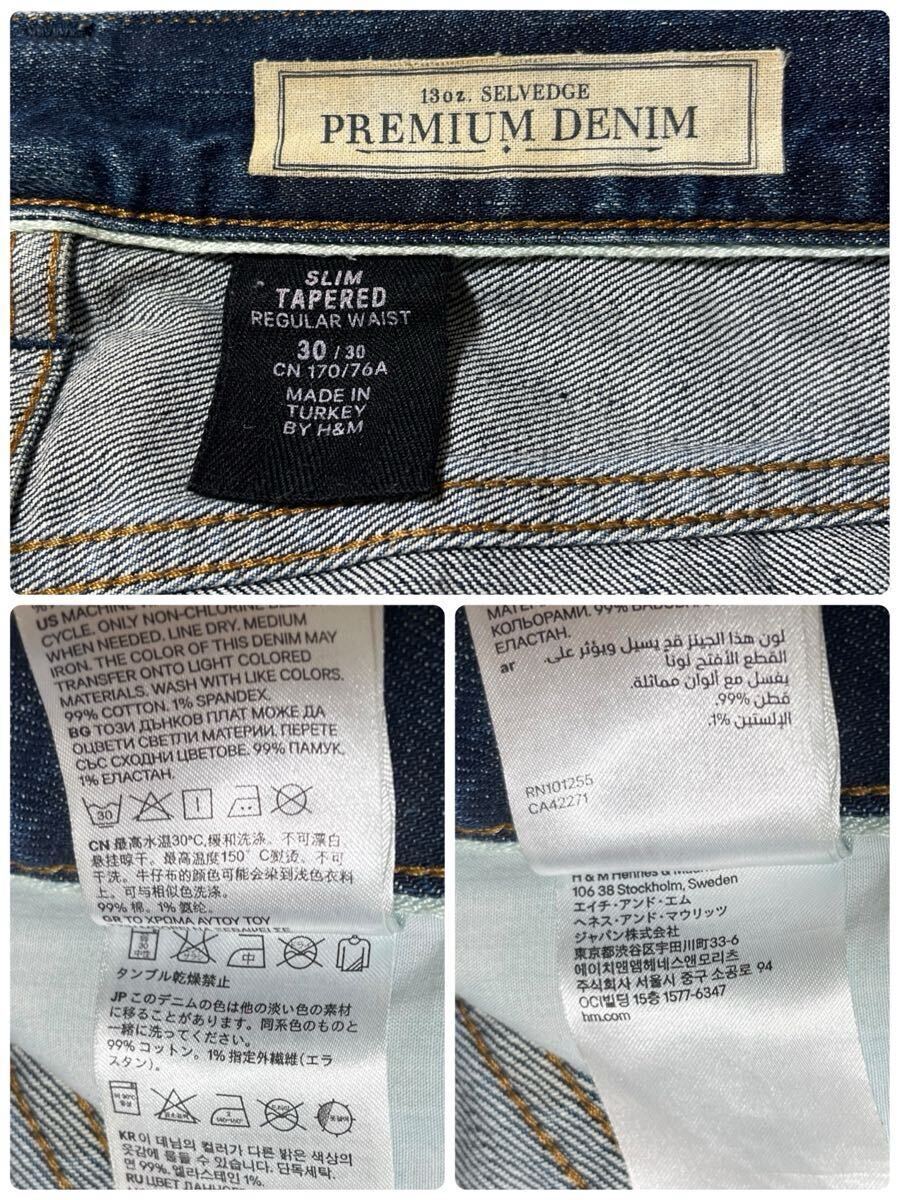 13oz. SELVEDGE
PREMIUM DENIM
SLIM
TAPERED
REGULAR WAIST
30 / 30
CN 170/76A
MADE IN
TURKEY
BY H&M
US MACHINE
CYCLE. ONLY NON-CHLORINE
WHEN NEEDED. LINE DRY. MEDIUM
IRON. THE COLOR OF THIS DENIM MAY
TRANSFER ONTO LIGHT COLORED
MATERIALS. WASH WITH LIKE COLORS.
99% COTTON. 1% SPANDEX.
BG ТОЗИ ДЪНКОВ ПЛАТ МОЖЕ ДА
ОЦВЕТИ СВЕТЛИ МАТЕРИИ. ПЕРЕТЕ
СЪС СХОДНИ ЦВЕТОВЕ. 99% ПАМУК.
1% ЕЛАСТАН.
30
CN 最高水温30°C,缓和洗涤。不可漂白
悬挂晾干。最高温度150°C熨烫。不可
干洗。牛仔布的颜色可能会染到浅色衣料
上。可与相似色洗涤。
99% 棉。1% 氨纶。
GR ΤΟ ΧΡΩΜΑ ΑΥΤΟΥ ΤΟΥ
30
中性
中
タンブル乾燥禁止
JP このデニムの色は他の淡い色の素材
に移ることがあります。同系色のものと
一緒に洗ってください。
99% コットン。1% 指定外繊維(エラ
スタン)。
KR 이 데님의 컬러가 다른 밝은 색상의
옷감에 물들 수 있습니다. 단독세탁.
면 99%. 엘라스테인 1%.
RU ЦВЕТ
КОЛЬОРАМИ. 99%
ЕЛАСТАН.
ar لون هذا الجينز قد يسيل ويؤثر على
القطع الأفتح لوناً
يغسل مع ألوان مماثلة.
قطن 99%.
الإلستين 1%.
RN101255
CA42271
H & M Hennes &
106 38 Stockholm, Sweden
エイチ・アンド・エム
ヘネス・アンド・マウリッツ
ジャパン株式会社
東京都渋谷区宇田川町33-6
에이치앤엠헤네스앤모리츠
주식회사 서울시 중구 소공로 94
OCI빌딩 15층 1577-6347
hm.com